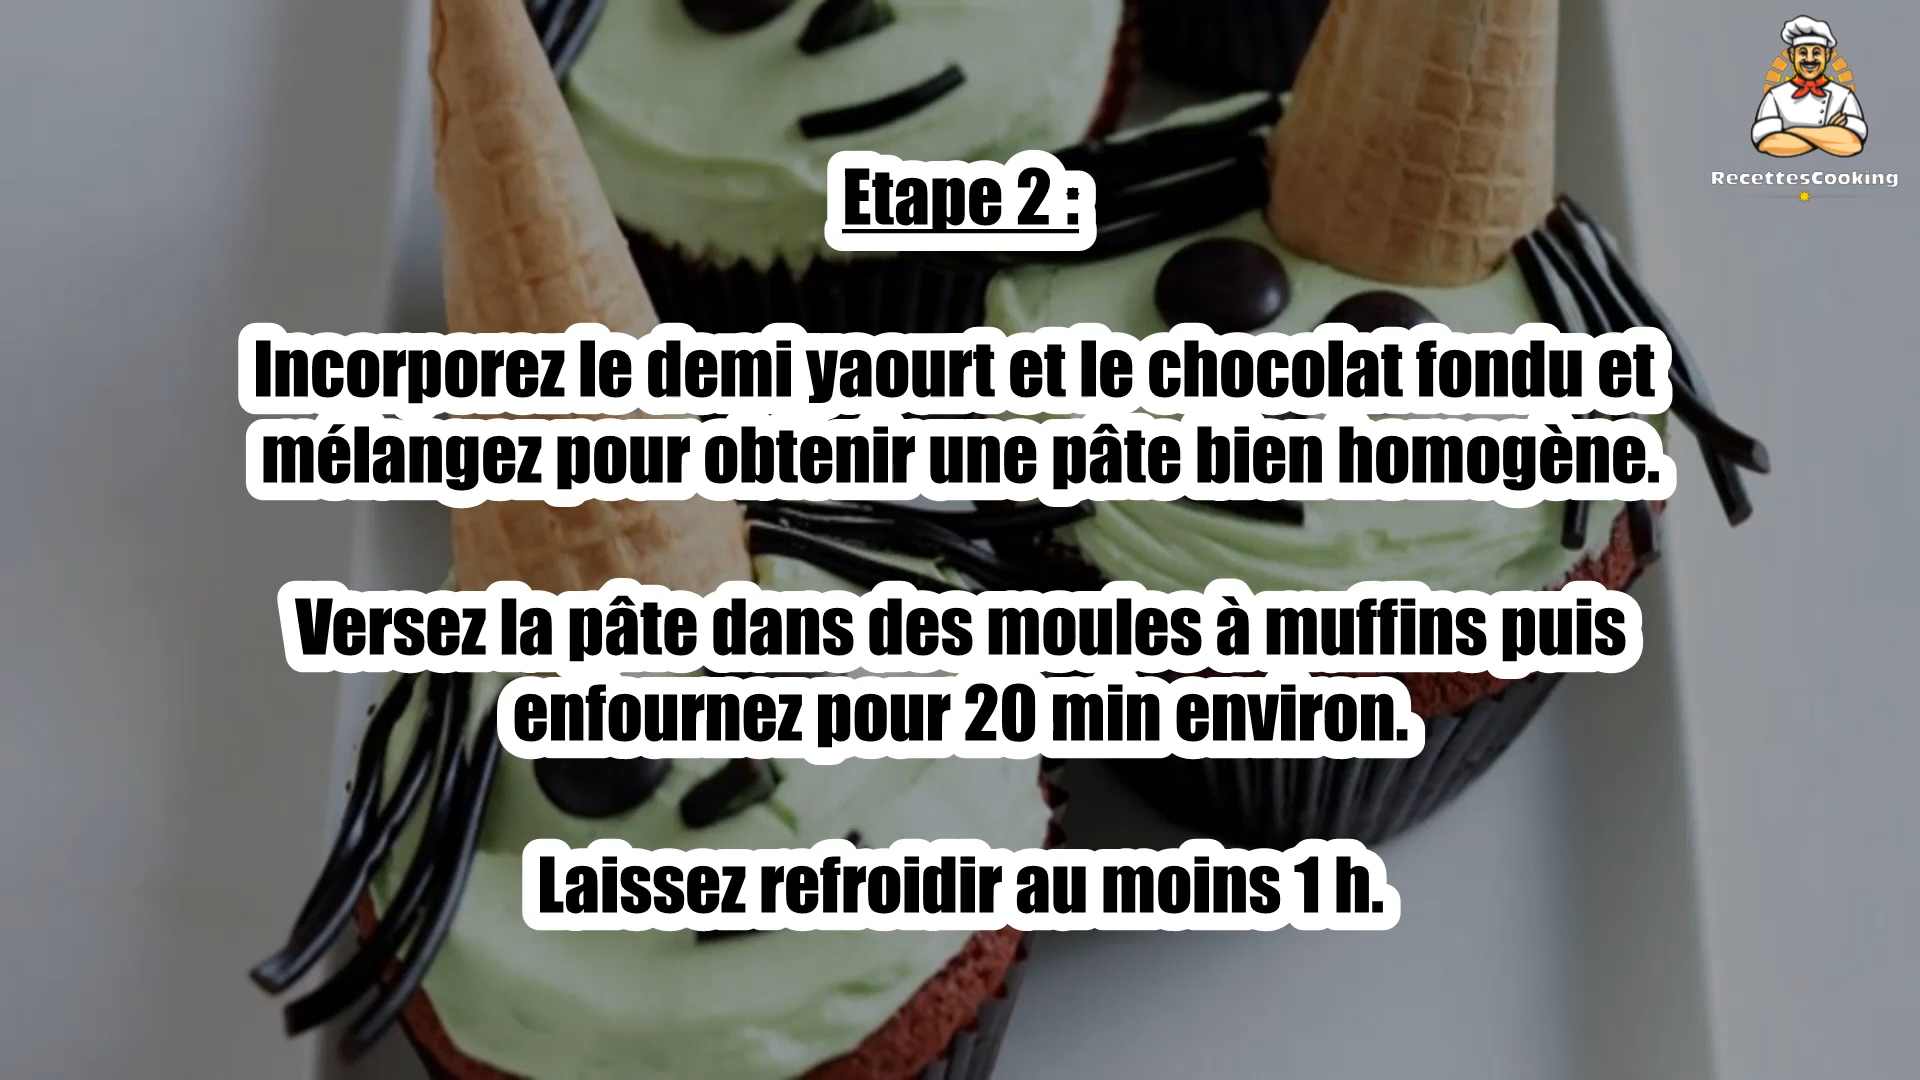 RecettesCooking
Etape 2 :
Incorporez le demi yaourt et le chocolat fondu et
mélangez pour obtenir une pâte bien homogène.
Versez la pâte dans des moules à muffins puis
enfournez pour 20 min environ.
Laissez refroidir au moins 1 h.